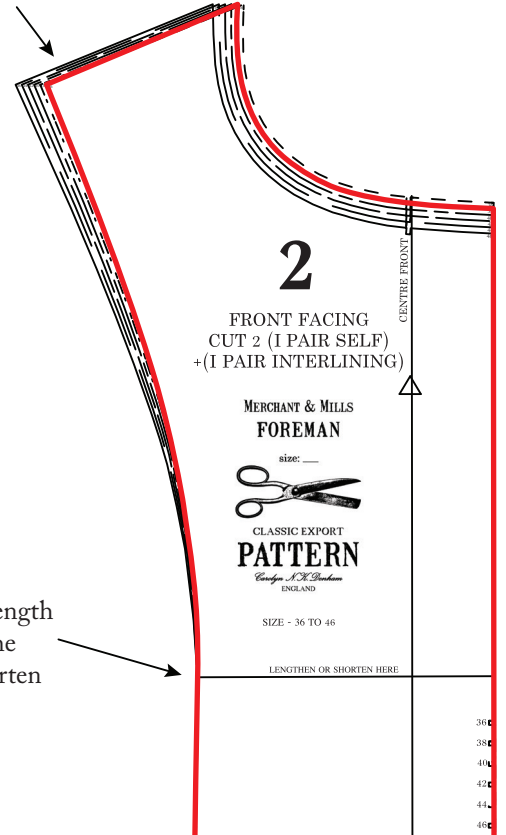 2
FRONT FACING
CUT 2 (I PAIR SELF)
+(I PAIR INTERLINING)
CENTRE FRONT
MERCHANT & MILLS
FOREMAN
size: __
CLASSIC EXPORT
PATTERN
Carolyn N.K. Denham
ENGLAND
SIZE - 36 TO 46
ength
ne
rten
LENGTHEN OR SHORTEN HERE
36
38
40
42
44
46